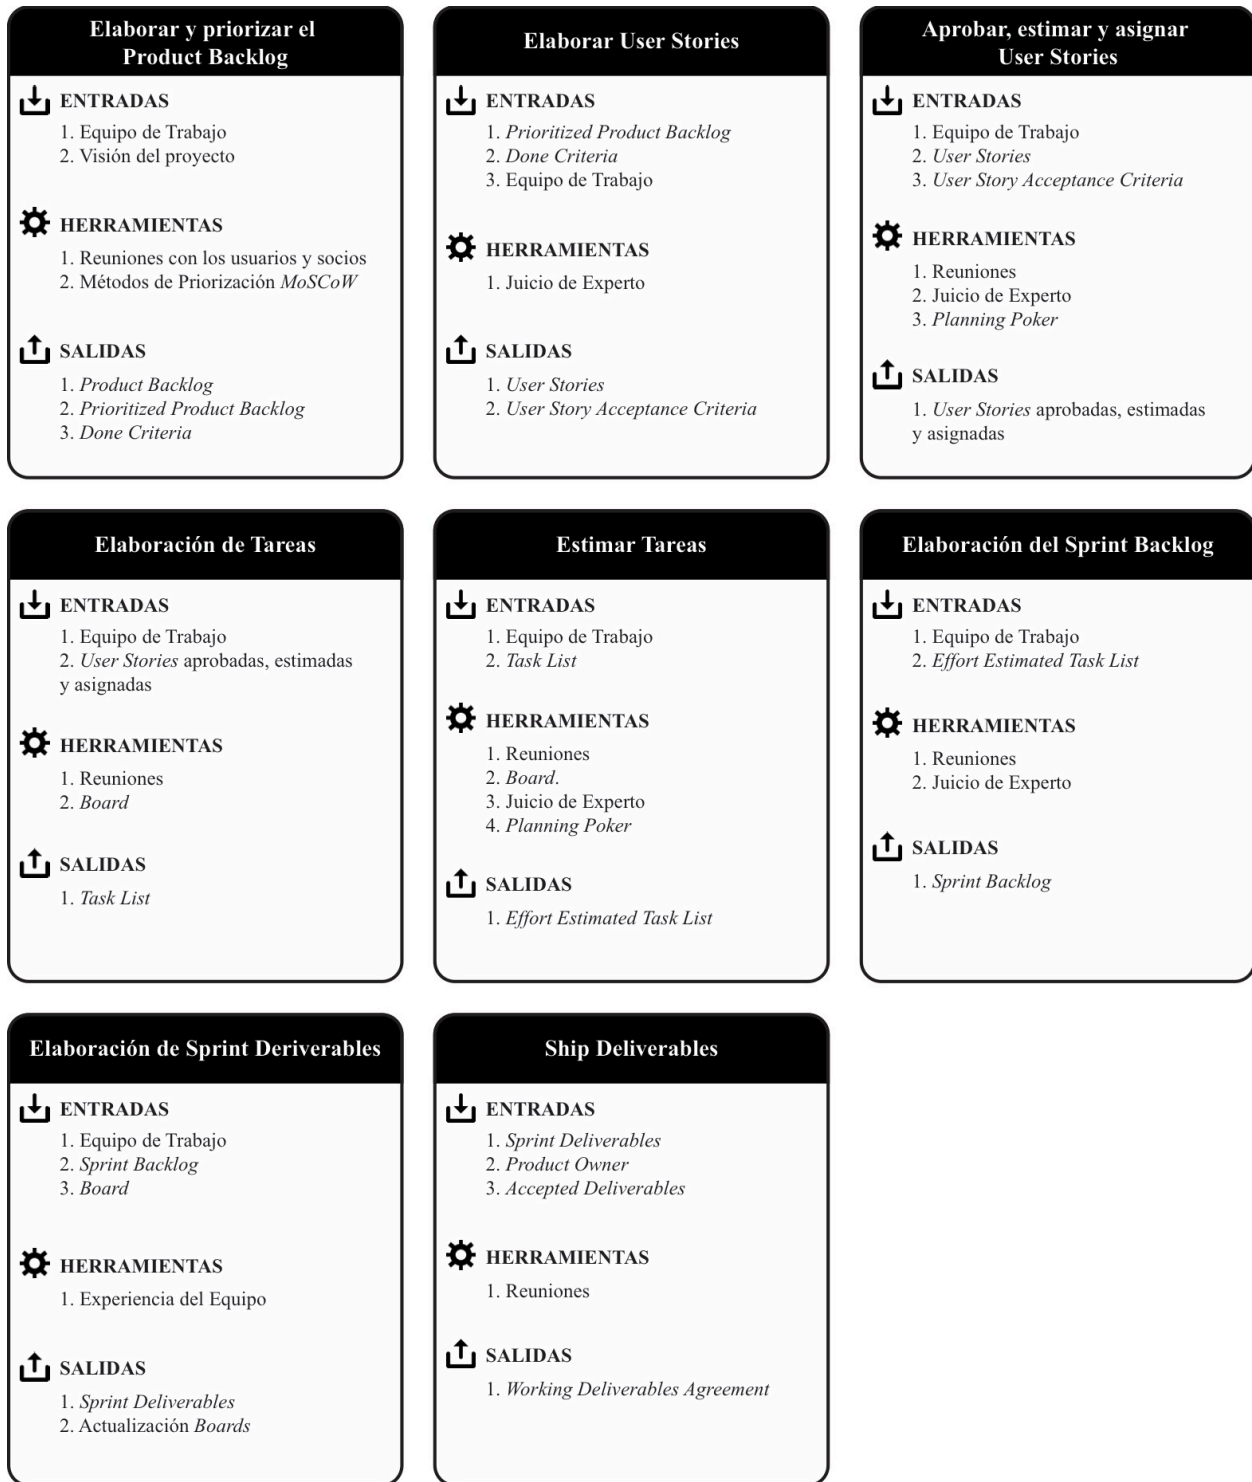 Elaborar y priorizar el
Product Backlog
ENTRADAS
1. Equipo de Trabajo
2. Visión del proyecto
HERRAMIENTAS
1. Reuniones con los usuarios y socios
2. Métodos de Priorización MoSCoW
SALIDAS
1. Product Backlog
2. Prioritized Product Backlog
3. Done Criteria
Elaborar User Stories
ENTRADAS
1. Prioritized Product Backlog
2. Done Criteria
3. Equipo de Trabajo
HERRAMIENTAS
1. Juicio de Experto
SALIDAS
1. User Stories
2. User Story Acceptance Criteria
Aprobar, estimar y asignar
User Stories
ENTRADAS
1. Equipo de Trabajo
2. User Stories
3. User Story Acceptance Criteria
HERRAMIENTAS
1. Reuniones
2. Juicio de Experto
3. Planning Poker
SALIDAS
1. User Stories aprobadas, estimadas
y asignadas
Elaboración de Tareas
ENTRADAS
1. Equipo de Trabajo
2. User Stories aprobadas, estimadas
y asignadas
HERRAMIENTAS
1. Reuniones
2. Board
SALIDAS
1. Task List
Estimar Tareas
ENTRADAS
1. Equipo de Trabajo
2. Task List
HERRAMIENTAS
1. Reuniones
2. Board.
3. Juicio de Experto
4. Planning Poker
SALIDAS
1. Effort Estimated Task List
Elaboración del Sprint Backlog
ENTRADAS
1. Equipo de Trabajo
2. Effort Estimated Task List
HERRAMIENTAS
1. Reuniones
2. Juicio de Experto
SALIDAS
1. Sprint Backlog
Elaboración de Sprint Deriverables
ENTRADAS
1. Equipo de Trabajo
2. Sprint Backlog
3. Board
HERRAMIENTAS
1. Experiencia del Equipo
SALIDAS
1. Sprint Deliverables
2. Actualización Boards
Ship Deliverables
ENTRADAS
1. Sprint Deliverables
2. Product Owner
3. Accepted Deliverables
HERRAMIENTAS
1. Reuniones
SALIDAS
1. Working Deliverables Agreement